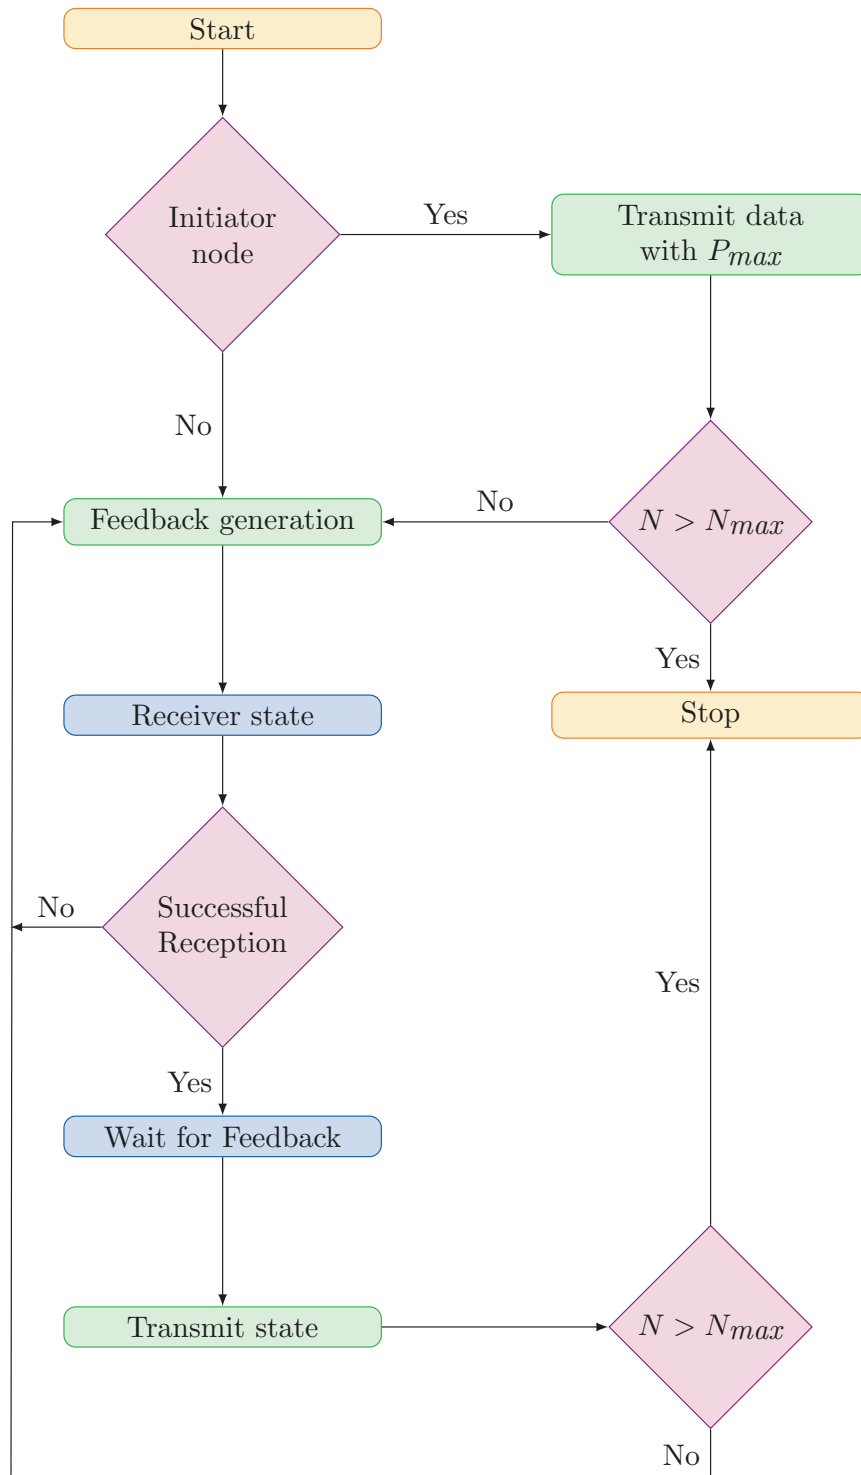 Start
Initiator
node
Yes
Transmit data
with P_max
No
Feedback generation
No
N > N_max
Yes
Receiver state
Stop
No
Successful
Reception
Yes
Yes
Wait for Feedback
Transmit state
N > N_max
No